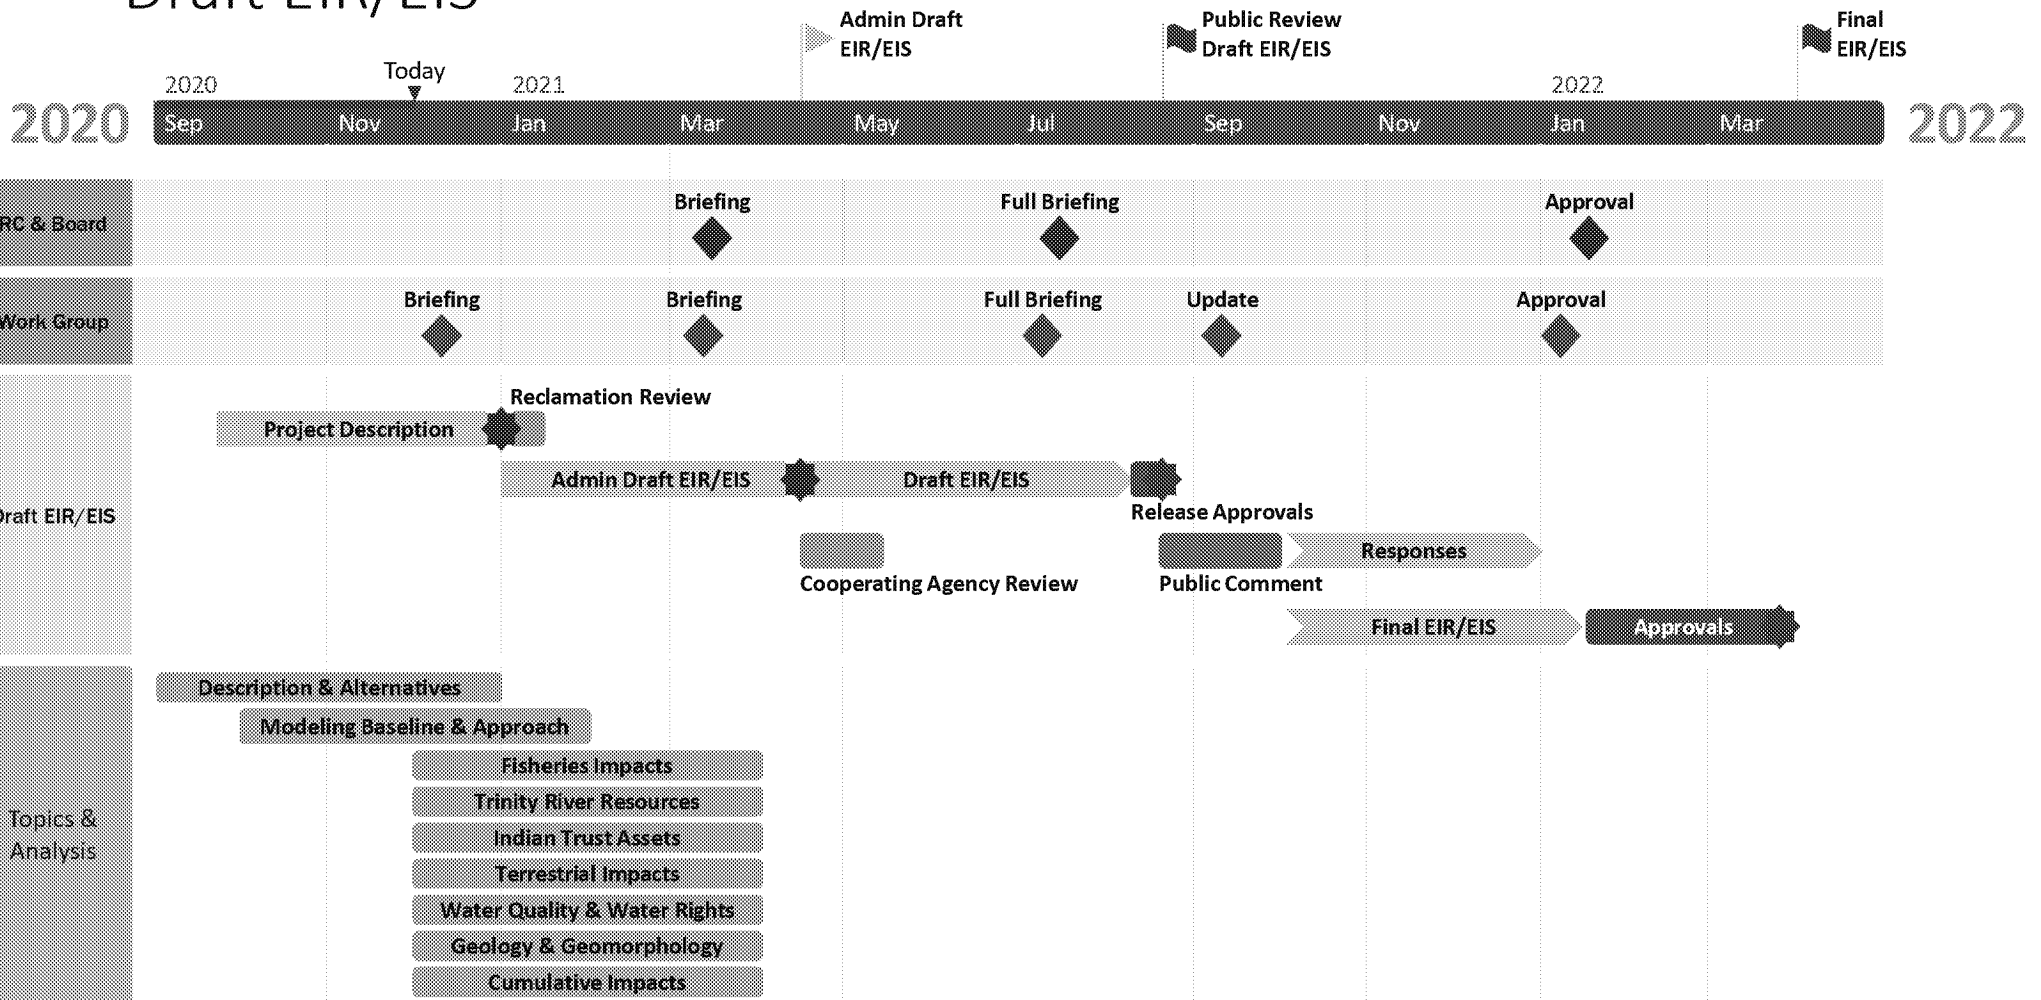 Draft EIR/EIS
Admin Draft
EIR/EIS
Public Review
Draft EIR/EIS
Final
EIR/EIS
Today
2020
2021
2022
2020
Sep
Nov
Jan
Mar
May
Jul
Sep
Nov
Jan
Mar
2022
RC & Board
Briefing
Full Briefing
Approval
Work Group
Briefing
Briefing
Full Briefing
Update
Approval
Draft EIR/EIS
Reclamation Review
Project Description
Admin Draft EIR/EIS
Draft EIR/EIS
Release Approvals
Responses
Cooperating Agency Review
Public Comment
Final EIR/EIS
Approvals
Topics &
Analysis
Description & Alternatives
Modeling Baseline & Approach
Fisheries Impacts
Trinity River Resources
Indian Trust Assets
Terrestrial Impacts
Water Quality & Water Rights
Geology & Geomorphology
Cumulative Impacts